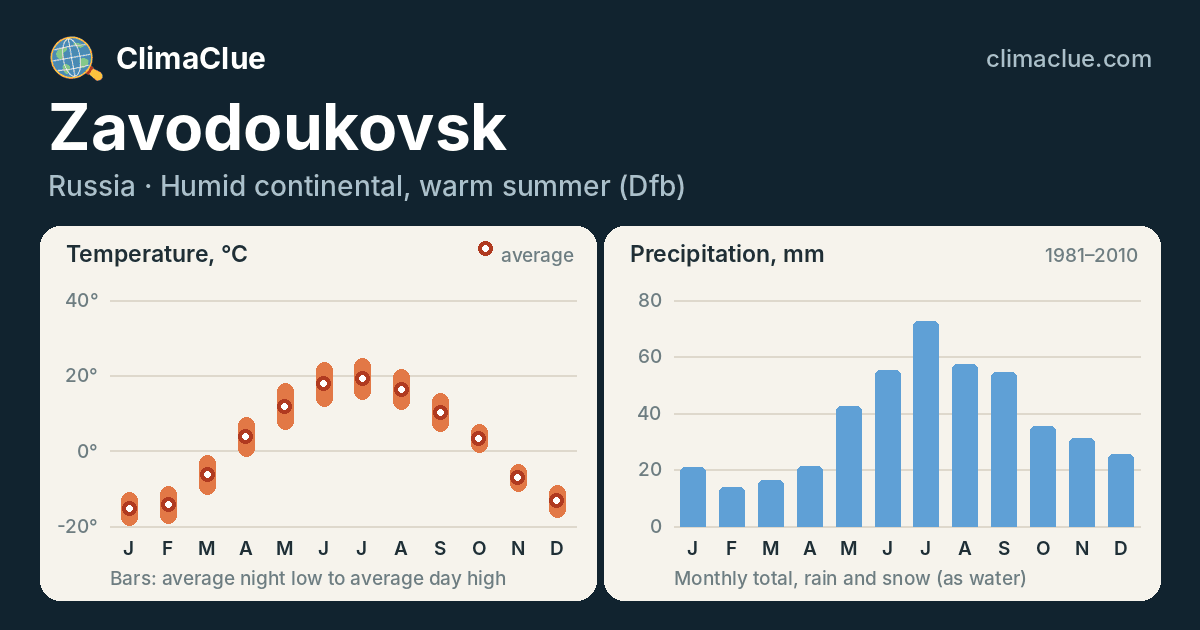 ClimaClue
climaclue.com
Zavodoukovsk
Russia · Humid continental, warm summer (Dfb)
Temperature, °C
average
40°
20°
0°
-20°
J F M A M J J A S O N D
Bars: average night low to average day high
Precipitation, mm
1981–2010
80
60
40
20
0
J F M A M J J A S O N D
Monthly total, rain and snow (as water)